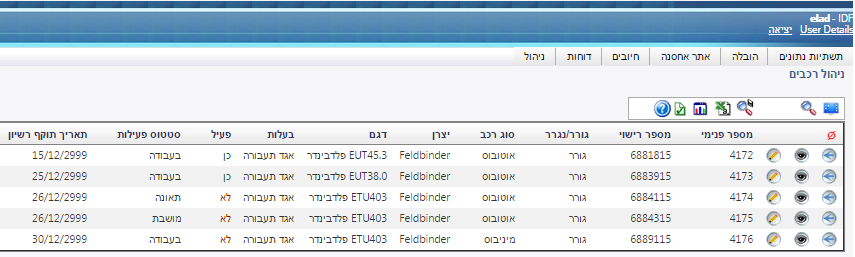 elad - IDF
User Details יציאה
תשתיות נתונים הובלה אתר אחסנה חיובים דוחות ניהול
ניהול רכבים
מספר פנימי מספר רישוי גורר/נגרר סוג רכב יצרן דגם בעלות פעיל סטטוס פעילות תאריך תוקף רשיון
4172 6881815 גורר אוטובוס Feldbinder EUT45.3 פלדבינדר אגד תעבורה כן בעבודה 15/12/2999
4173 6883915 גורר אוטובוס Feldbinder EUT38.0 פלדבינדר אגד תעבורה כן בעבודה 25/12/2999
4174 6884115 גורר אוטובוס Feldbinder ETU403 פלדבינדר אגד תעבורה לא תאונה 26/12/2999
4175 6884315 גורר אוטובוס Feldbinder ETU403 פלדבינדר אגד תעבורה לא מושבת 26/12/2999
4176 6889115 גורר מיניבוס Feldbinder ETU403 פלדבינדר אגד תעבורה לא בעבודה 30/12/2999